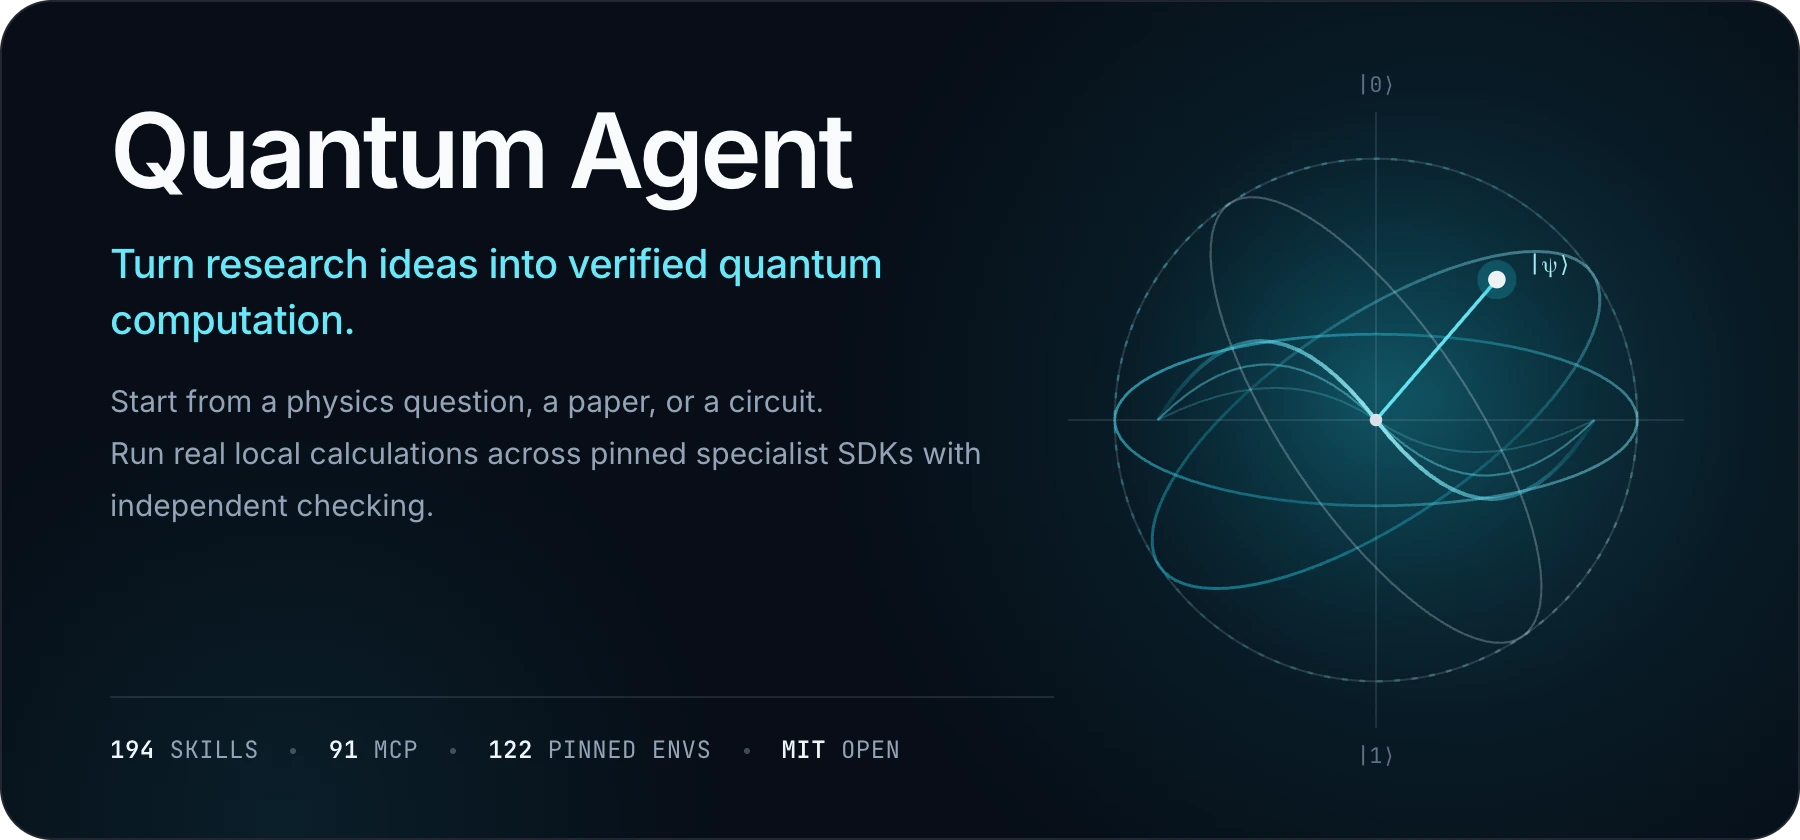 Quantum Agent
Turn research ideas into verified quantum
computation.
Start from a physics question, a paper, or a circuit.
Run real local calculations across pinned specialist SDKs with
independent checking.
194 SKILLS • 91 MCP • 122 PINNED ENVS • MIT OPEN
|0⟩
|ψ⟩
|1⟩